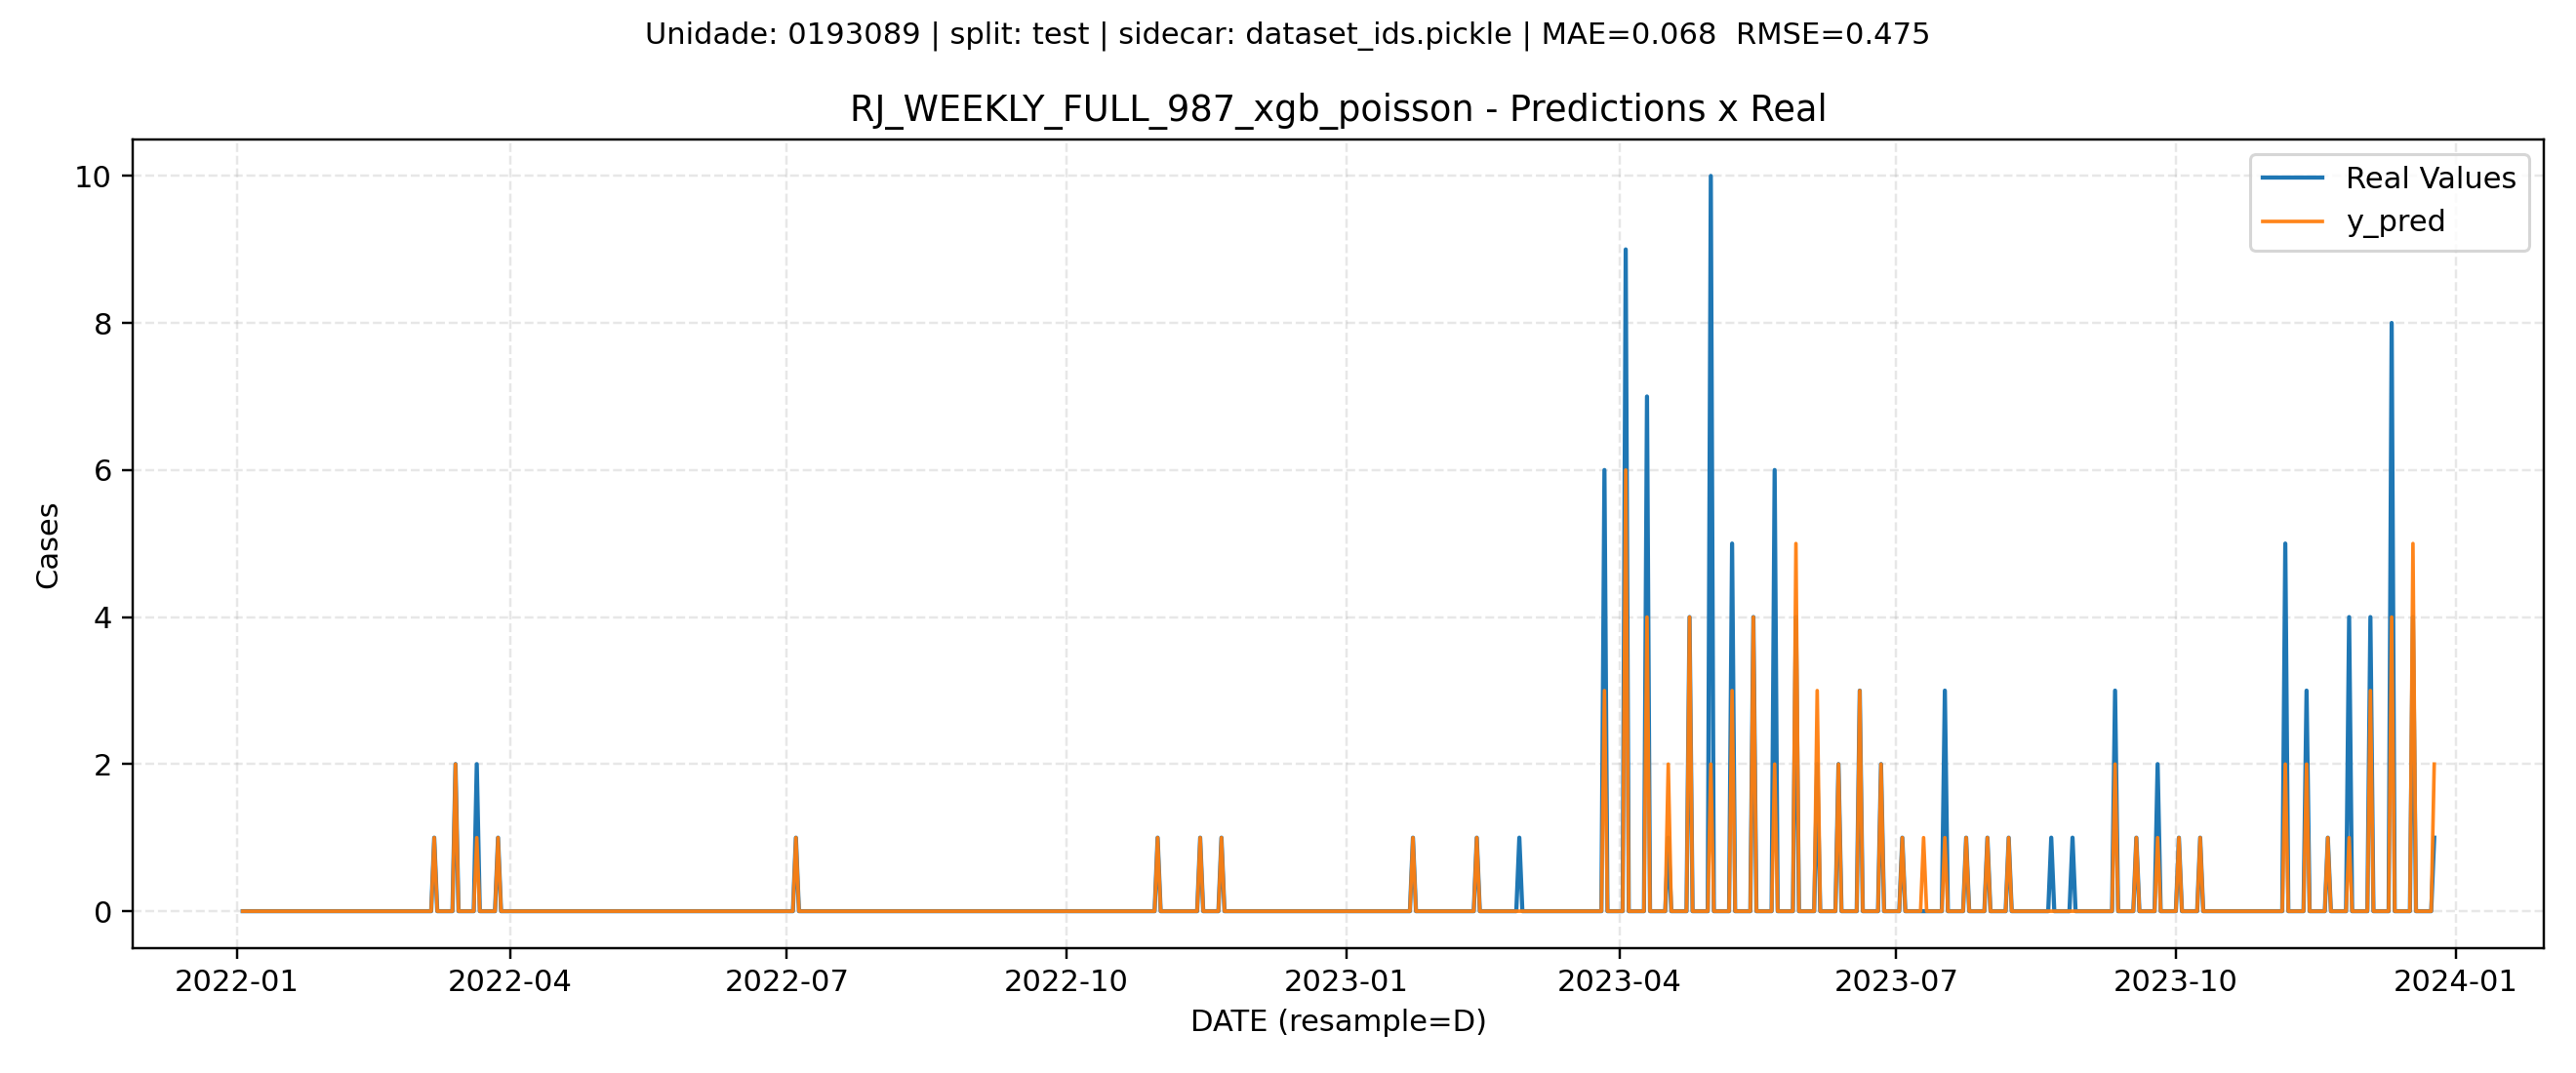 Unidade: 0193089 | split: test | sidecar: dataset_ids.pickle | MAE=0.068  RMSE=0.475
RJ_WEEKLY_FULL_987_xgb_poisson - Predictions x Real
Real Values
y_pred
Cases
10
8
6
4
2
0
2022-01
2022-04
2022-07
2022-10
2023-01
2023-04
2023-07
2023-10
2024-01
DATE (resample=D)